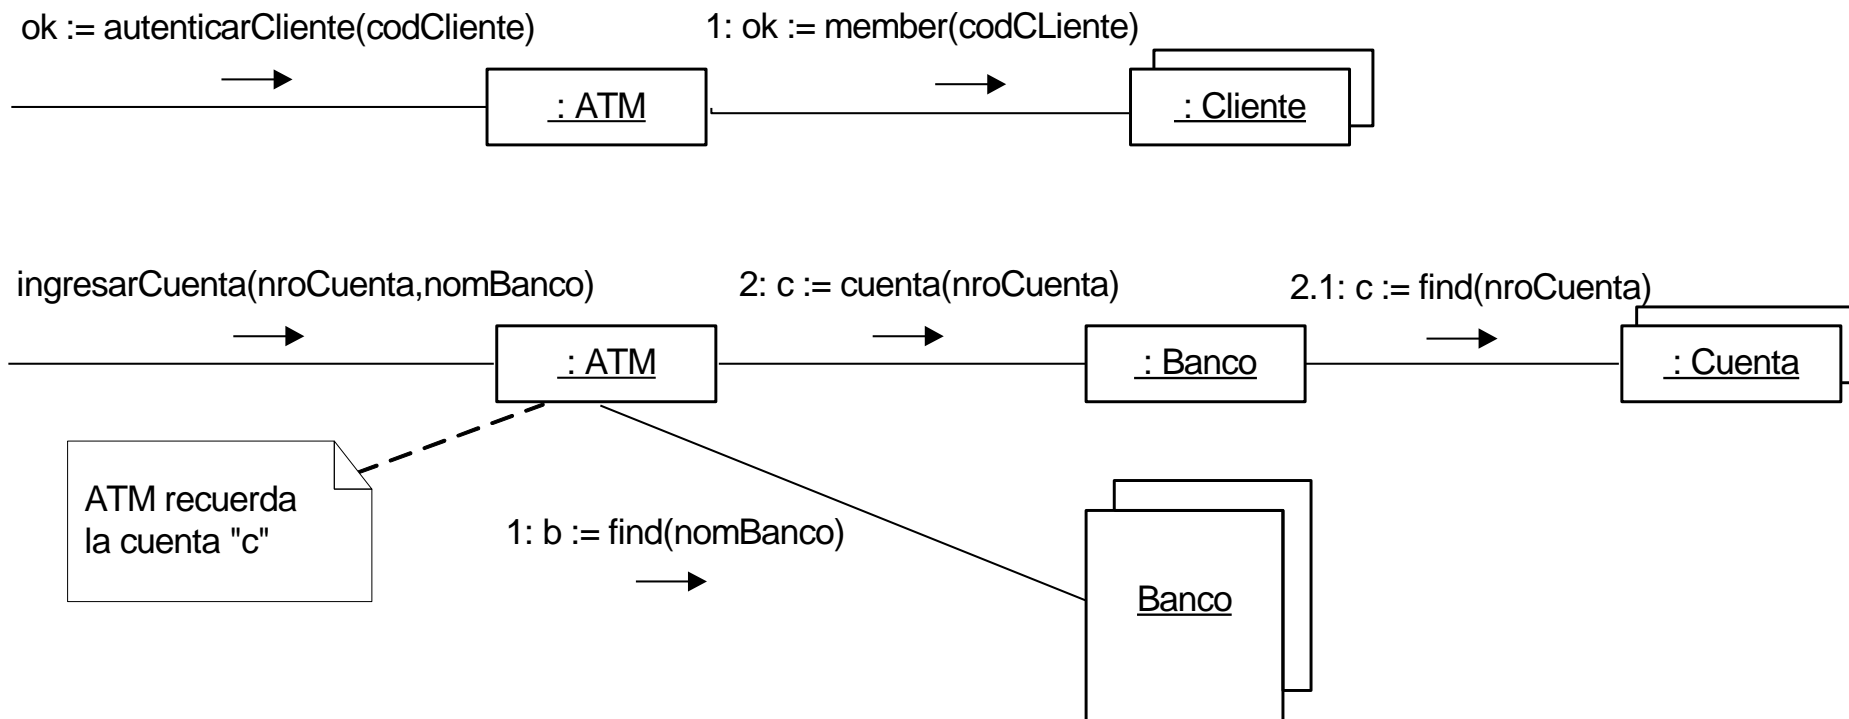 ok := autenticarCliente(codCliente)
1: ok := member(codCLiente)
: ATM
: Cliente
ingresarCuenta(nroCuenta,nomBanco)
2: c := cuenta(nroCuenta)
2.1: c := find(nroCuenta)
: ATM
: Banco
: Cuenta
ATM recuerda
la cuenta "c"
1: b := find(nomBanco)
Banco